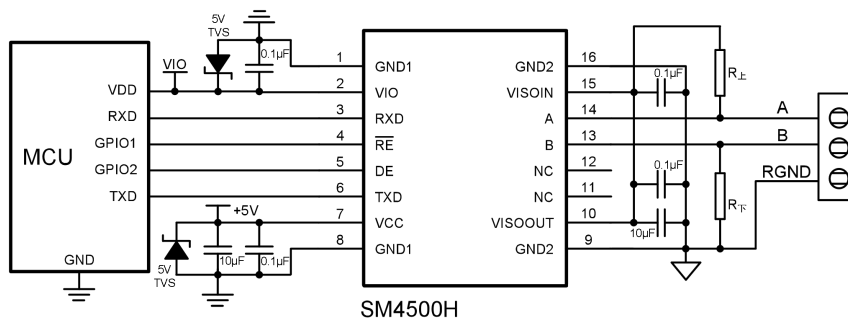 5V
TVS
0.1μF
VIO
MCU
VDD
RXD
GPIO1
GPIO2
TXD
GND
1
2
3
4
5
6
7
8
GND1
VIO
RXD
RE
DE
TXD
VCC
GND1
GND2
VISOIN
A
B
NC
NC
VISOOUT
GND2
16
15
14
13
12
11
10
9
0.1μF
0.1μF
10μF
R上
R下
A
B
RGND
+5V
10μF
0.1μF
5V
TVS
SM4500H